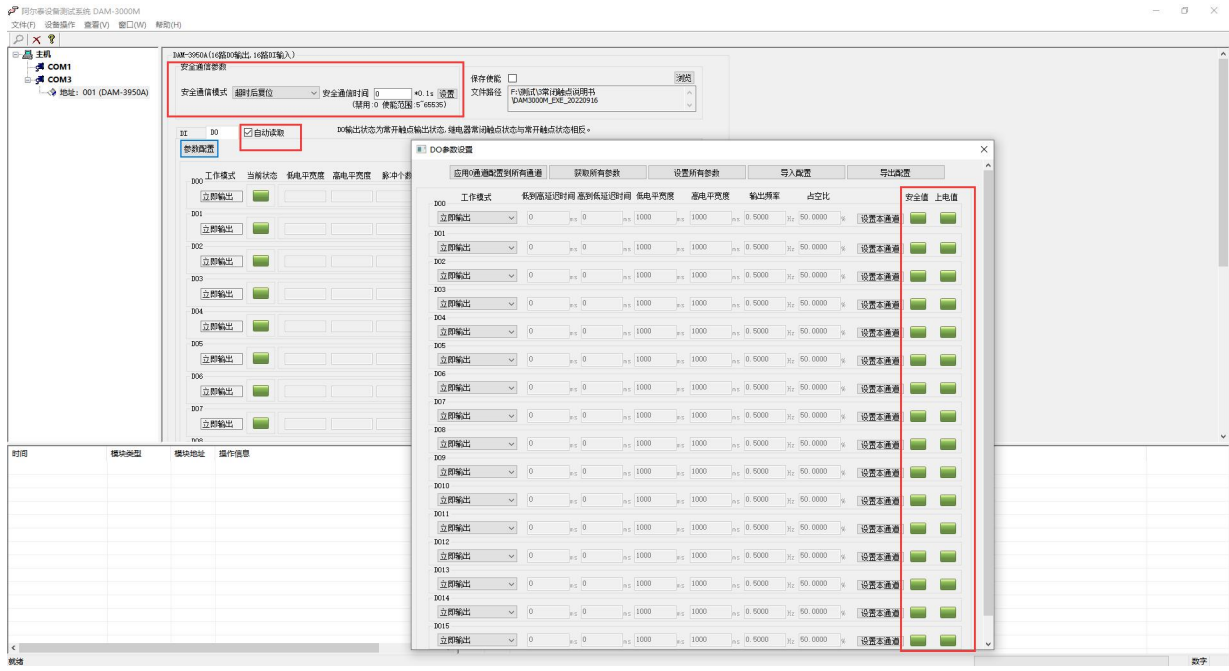 阿尔泰设备测试系统 DAM-3000M
文件(F) 设备操作 查看(V) 窗口(W) 帮助(H)
主机
COM1
COM3
地址: 001 (DAM-3950A)
DAM-3950A(16路DO输出, 16路DI输入)
安全通信参数
安全通信模式 超时后复位 安全通信时间 0 *0.1s 设置
(禁用:0 使能范围:5~65535)
保存使能 浏览
文件路径 F:\测试\常闭触点说明书\DAM3000M_EXE_20220916
DI DO 自动读取 DO输出状态为常开触点输出状态,继电器常闭触点状态与常开触点状态相反。
参数配置
工作模式 当前状态 低电平宽度 高电平宽度 脉冲个数
DO0
立即输出
DO1
立即输出
DO2
立即输出
DO3
立即输出
DO4
立即输出
DO5
立即输出
DO6
立即输出
DO7
立即输出
DO8
DO参数设置
应用0通道配置到所有通道 获取所有参数 设置所有参数 导入配置 导出配置
工作模式 低到高延迟时间 高到低延迟时间 低电平宽度 高电平宽度 输出频率 占空比 安全值 上电值
DO0
立即输出 0 ms 0 ms 1000 ms 1000 ms 0.5000 Hz 50.0000 % 设置本通道
DO1
立即输出 0 ms 0 ms 1000 ms 1000 ms 0.5000 Hz 50.0000 % 设置本通道
DO2
立即输出 0 ms 0 ms 1000 ms 1000 ms 0.5000 Hz 50.0000 % 设置本通道
DO3
立即输出 0 ms 0 ms 1000 ms 1000 ms 0.5000 Hz 50.0000 % 设置本通道
DO4
立即输出 0 ms 0 ms 1000 ms 1000 ms 0.5000 Hz 50.0000 % 设置本通道
DO5
立即输出 0 ms 0 ms 1000 ms 1000 ms 0.5000 Hz 50.0000 % 设置本通道
DO6
立即输出 0 ms 0 ms 1000 ms 1000 ms 0.5000 Hz 50.0000 % 设置本通道
DO7
立即输出 0 ms 0 ms 1000 ms 1000 ms 0.5000 Hz 50.0000 % 设置本通道
DO8
立即输出 0 ms 0 ms 1000 ms 1000 ms 0.5000 Hz 50.0000 % 设置本通道
DO9
立即输出 0 ms 0 ms 1000 ms 1000 ms 0.5000 Hz 50.0000 % 设置本通道
DO10
立即输出 0 ms 0 ms 1000 ms 1000 ms 0.5000 Hz 50.0000 % 设置本通道
DO11
立即输出 0 ms 0 ms 1000 ms 1000 ms 0.5000 Hz 50.0000 % 设置本通道
DO12
立即输出 0 ms 0 ms 1000 ms 1000 ms 0.5000 Hz 50.0000 % 设置本通道
DO13
立即输出 0 ms 0 ms 1000 ms 1000 ms 0.5000 Hz 50.0000 % 设置本通道
DO14
立即输出 0 ms 0 ms 1000 ms 1000 ms 0.5000 Hz 50.0000 % 设置本通道
DO15
立即输出 0 ms 0 ms 1000 ms 1000 ms 0.5000 Hz 50.0000 % 设置本通道
时间 模块类型 模块地址 操作信息
就绪 数字